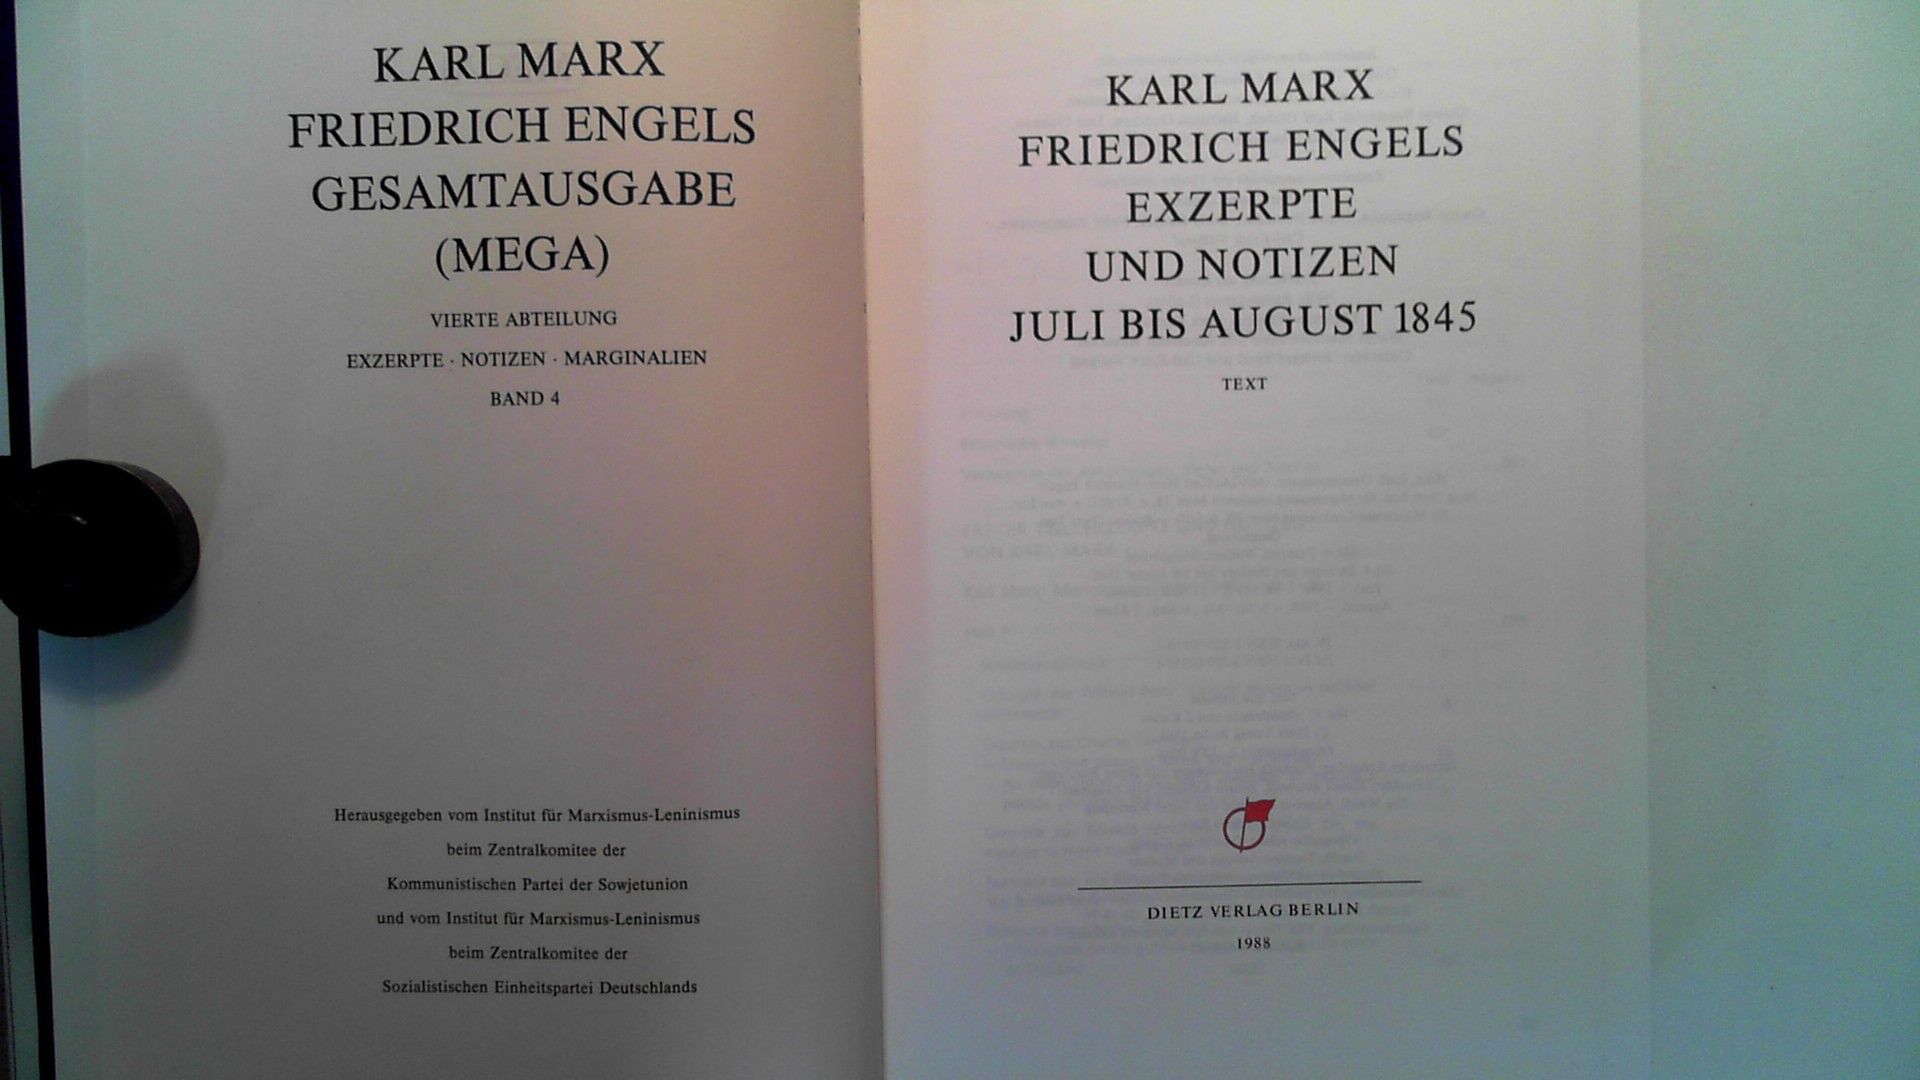 KARL MARX
FRIEDRICH ENGELS
GESAMTAUSGABE
(MEGA)
VIERTE ABTEILUNG
EXZERPTE · NOTIZEN · MARGINALIEN
BAND 4
Herausgegeben vom Institut für Marxismus-Leninismus
beim Zentralkomitee der
Kommunistischen Partei der Sowjetunion
und vom Institut für Marxismus-Leninismus
beim Zentralkomitee der
Sozialistischen Einheitspartei Deutschlands
KARL MARX
FRIEDRICH ENGELS
EXZERPTE
UND NOTIZEN
JULI BIS AUGUST 1845
TEXT
DIETZ VERLAG BERLIN
1988